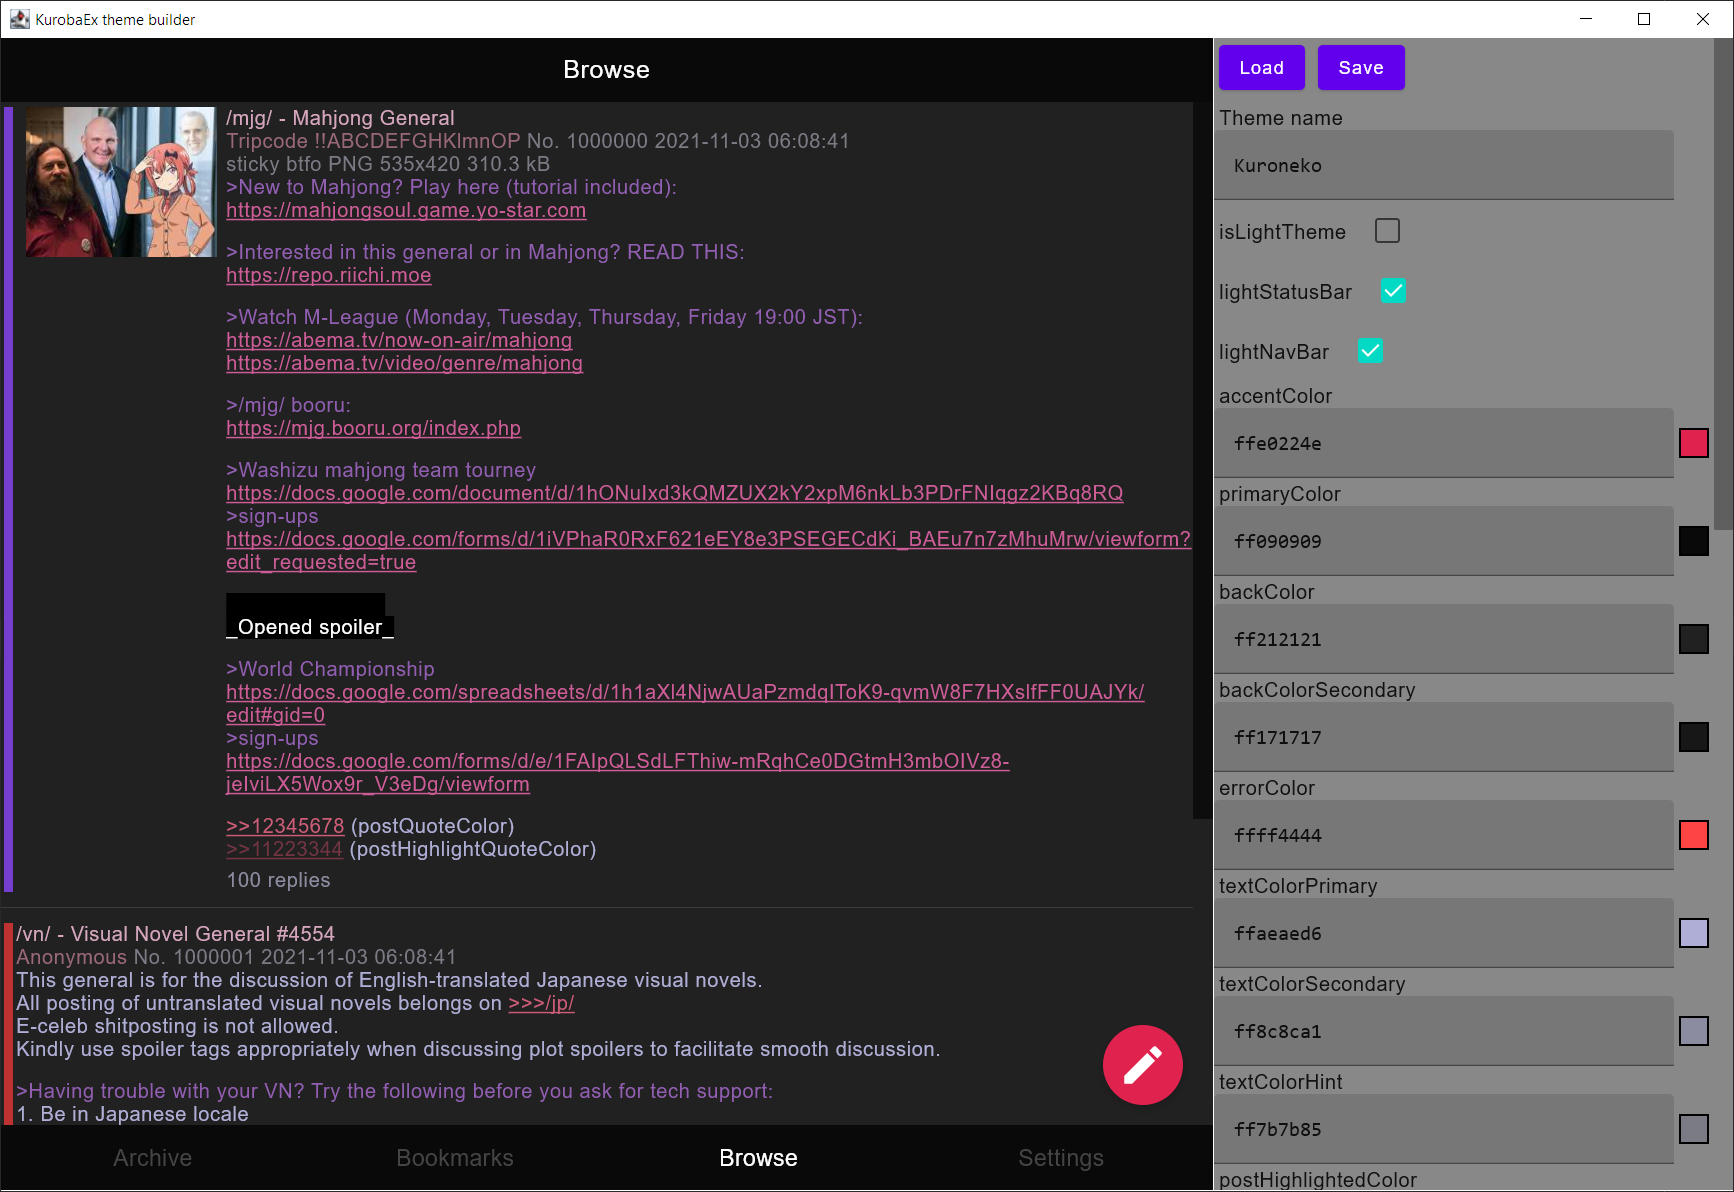 KurobaEx theme builder
Browse
/mjg/ - Mahjong General
Tripcode !!ABCDEFGHKlmnOP No. 1000000 2021-11-03 06:08:41
sticky btfo PNG 535x420 310.3 kB
>New to Mahjong? Play here (tutorial included):
https://mahjongsoul.game.yo-star.com
>Interested in this general or in Mahjong? READ THIS:
https://repo.riichi.moe
>Watch M-League (Monday, Tuesday, Thursday, Friday 19:00 JST):
https://abema.tv/now-on-air/mahjong
https://abema.tv/video/genre/mahjong
>/mjg/ booru:
https://mjg.booru.org/index.php
>Washizu mahjong team tourney
https://docs.google.com/document/d/1hONuIxd3kQMZUX2kY2xpM6nkLb3PDrFNIqgz2KBq8RQ
>sign-ups
https://docs.google.com/forms/d/1iVPhaR0RxF621eEY8e3PSEGECdKi_BAEu7n7zMhuMrw/viewform?
edit_requested=true
_Opened spoiler_
>World Championship
https://docs.google.com/spreadsheets/d/1h1aXl4NjwAUaPzmdqIToK9-qvmW8F7HXslfFF0UAJYk/
edit#gid=0
>sign-ups
https://docs.google.com/forms/d/e/1FAIpQLSdLFThiw-mRqhCe0DGtmH3mbOIVz8-
jeIviLX5Wox9r_V3eDg/viewform
>>12345678 (postQuoteColor)
>>11223344 (postHighlightQuoteColor)
100 replies
/vn/ - Visual Novel General #4554
Anonymous No. 1000001 2021-11-03 06:08:41
This general is for the discussion of English-translated Japanese visual novels.
All posting of untranslated visual novels belongs on >>>/jp/
E-celeb shitposting is not allowed.
Kindly use spoiler tags appropriately when discussing plot spoilers to facilitate smooth discussion.
>Having trouble with your VN? Try the following before you ask for tech support:
1. Be in Japanese locale
Archive Bookmarks Browse Settings
Load Save
Theme name
Kuroneko
isLightTheme
lightStatusBar
lightNavBar
accentColor
ffe0224e
primaryColor
ff090909
backColor
ff212121
backColorSecondary
ff171717
errorColor
ffff4444
textColorPrimary
ffaeaed6
textColorSecondary
ff8c8ca1
textColorHint
ff7b7b85
postHighlightedColor